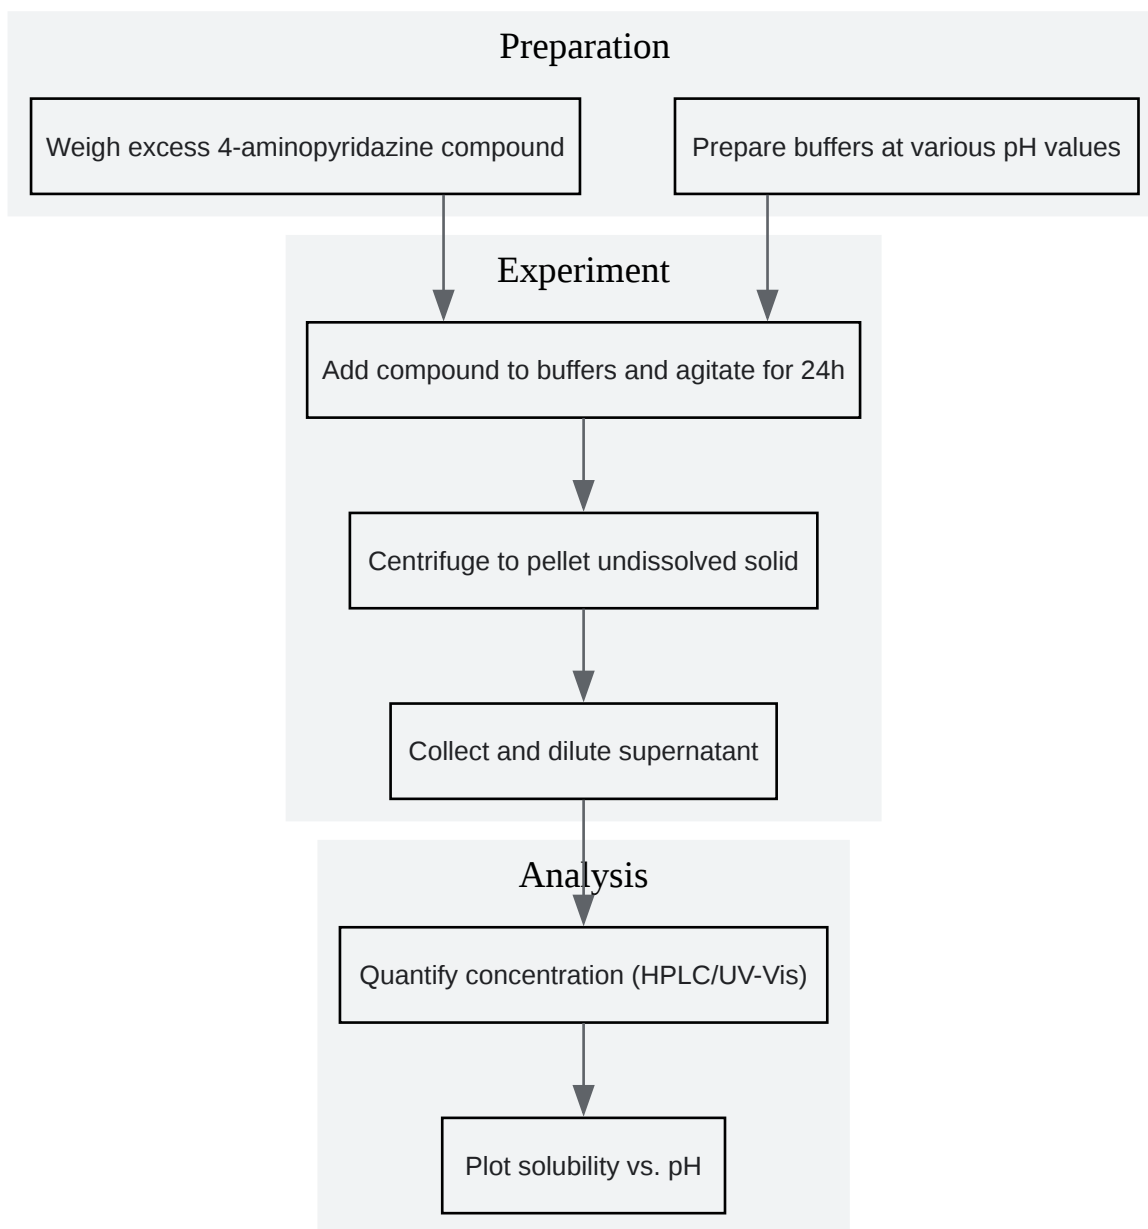 Preparation
Weigh excess 4-aminopyridazine compound
Prepare buffers at various pH values
Experiment
Add compound to buffers and agitate for 24h
Centrifuge to pellet undissolved solid
Collect and dilute supernatant
Analysis
Quantify concentration (HPLC/UV-Vis)
Plot solubility vs. pH